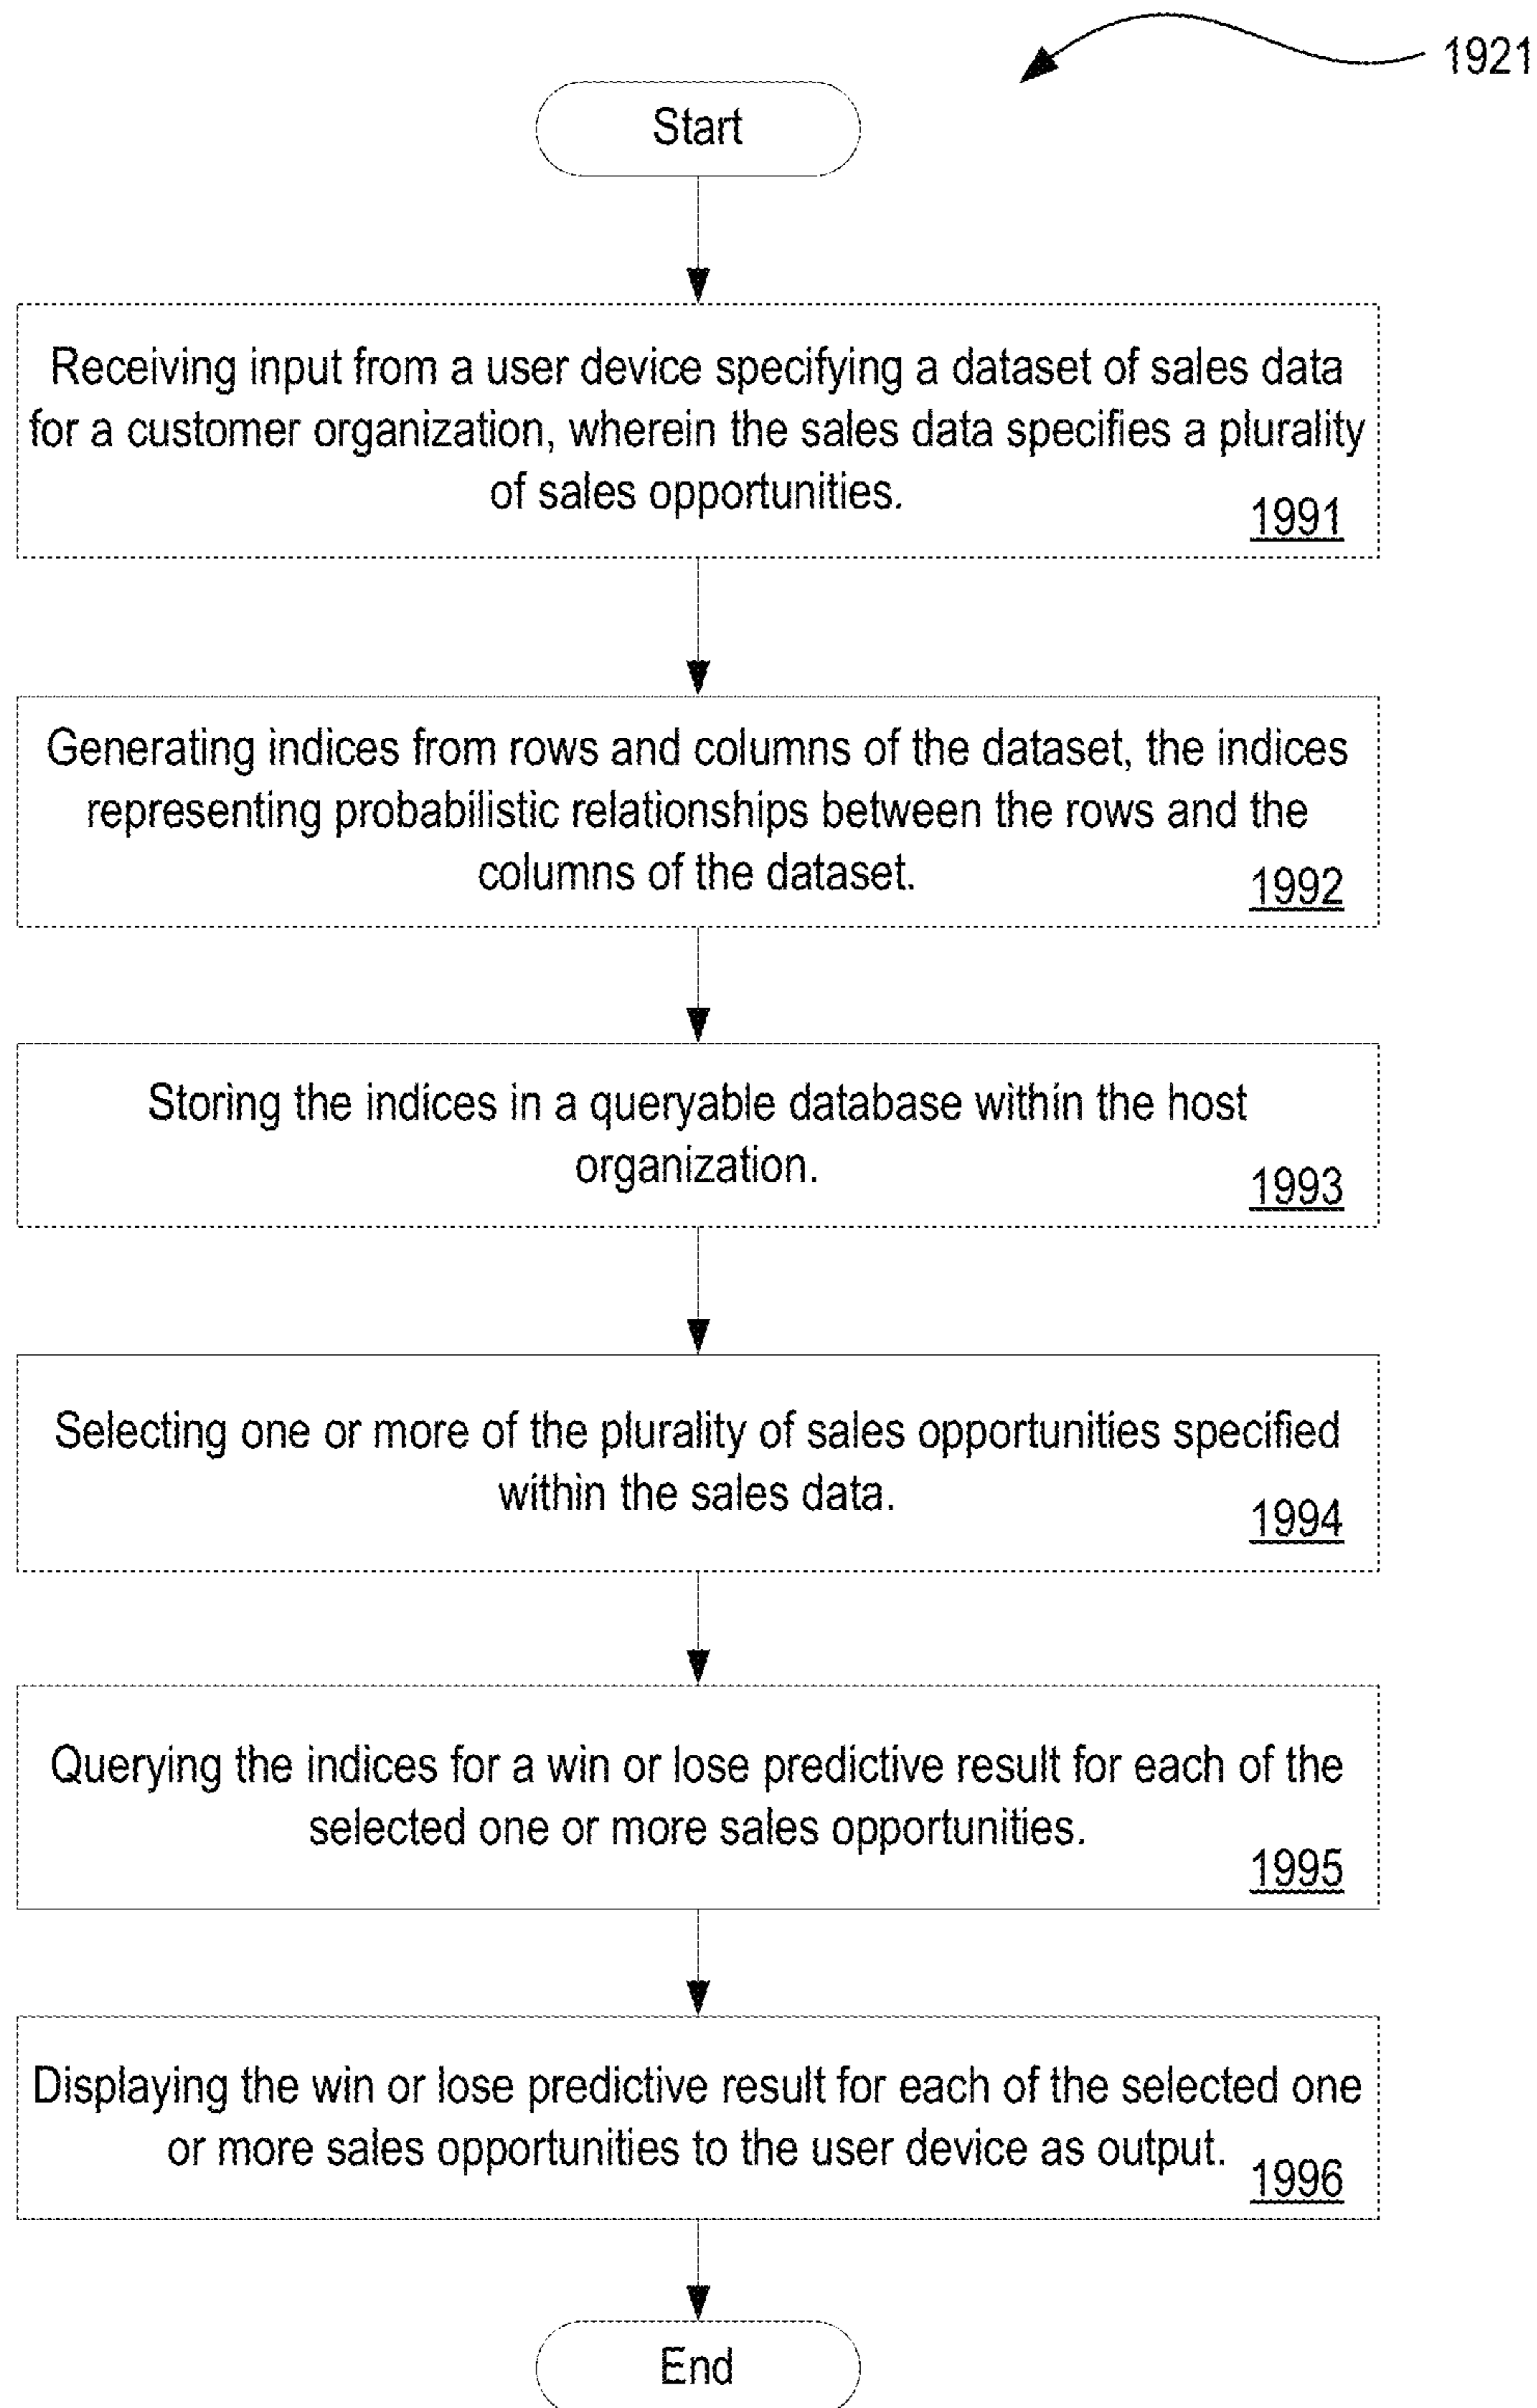 1921
Start
Receiving input from a user device specifying a dataset of sales data
for a customer organization, wherein the sales data specifies a plurality
of sales opportunities.
1991
Generating indices from rows and columns of the dataset, the indices
representing probabilistic relationships between the rows and the
columns of the dataset.
1992
Storing the indices in a queryable database within the host
organization.
1993
Selecting one or more of the plurality of sales opportunities specified
within the sales data.
1994
Querying the indices for a win or lose predictive result for each of the
selected one or more sales opportunities.
1995
Displaying the win or lose predictive result for each of the selected one
or more sales opportunities to the user device as output.
1996
End